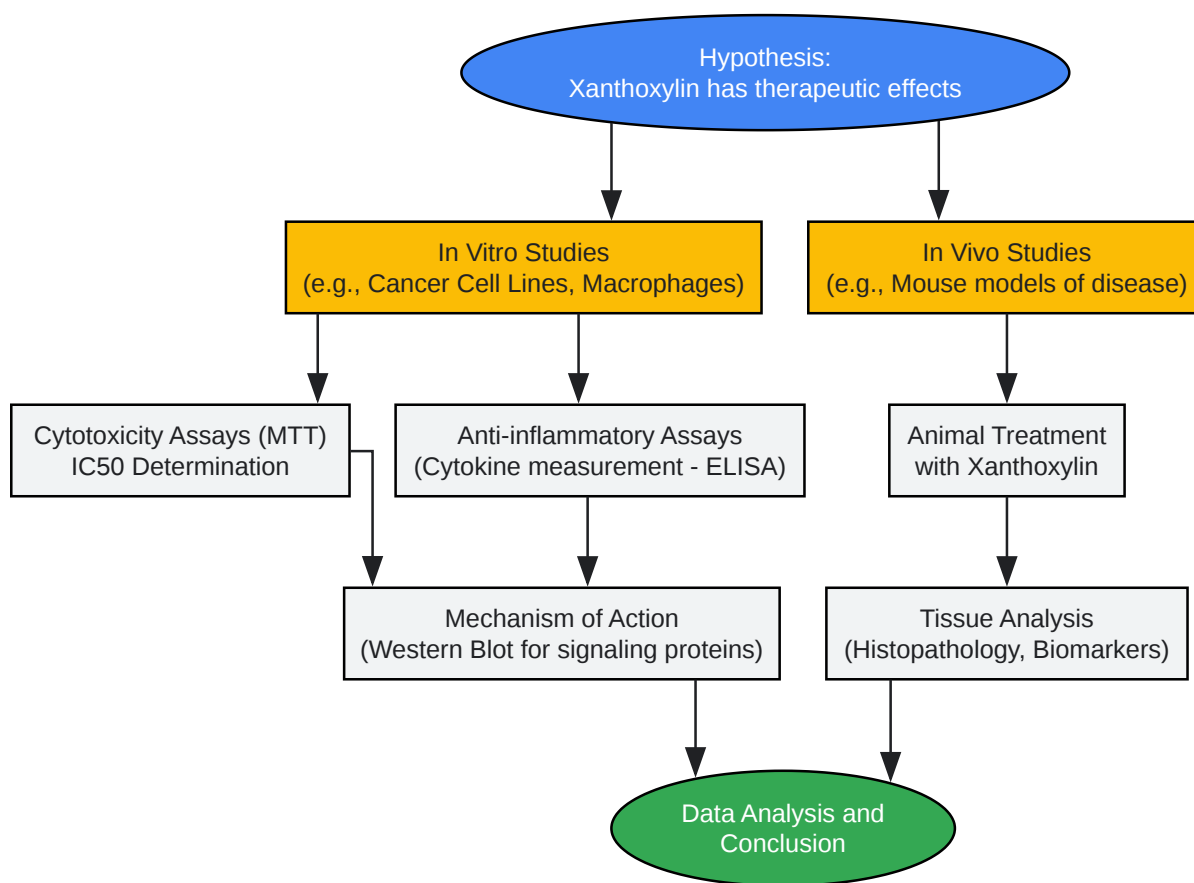 Hypothesis:
Xanthoxylin has therapeutic effects
In Vitro Studies
(e.g., Cancer Cell Lines, Macrophages)
In Vivo Studies
(e.g., Mouse models of disease)
Cytotoxicity Assays (MTT)
IC50 Determination
Anti-inflammatory Assays
(Cytokine measurement - ELISA)
Animal Treatment
with Xanthoxylin
Mechanism of Action
(Western Blot for signaling proteins)
Tissue Analysis
(Histopathology, Biomarkers)
Data Analysis and
Conclusion